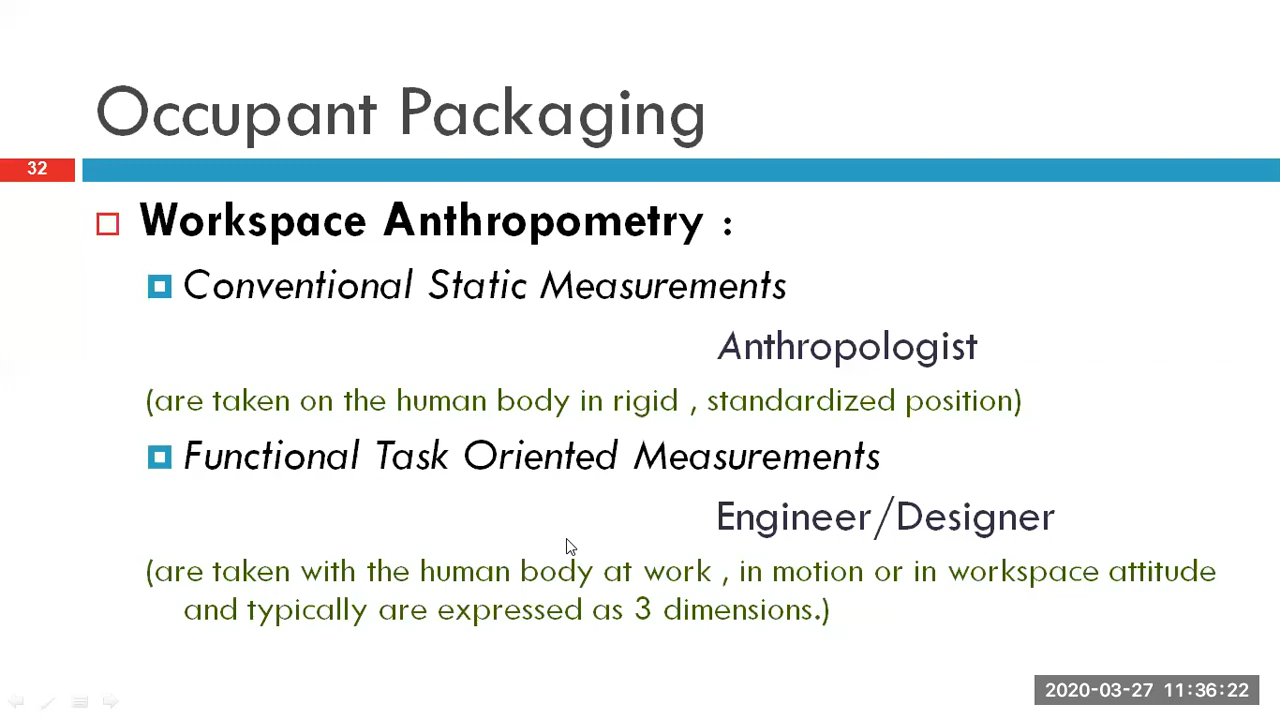 Occupant Packaging
32
Workspace Anthropometry :
Conventional Static Measurements
Anthropologist
(are taken on the human body in rigid , standardized position)
Functional Task Oriented Measurements
Engineer/Designer
(are taken with the human body at work , in motion or in workspace attitude
and typically are expressed as 3 dimensions.)
2020-03-27 11:36:22